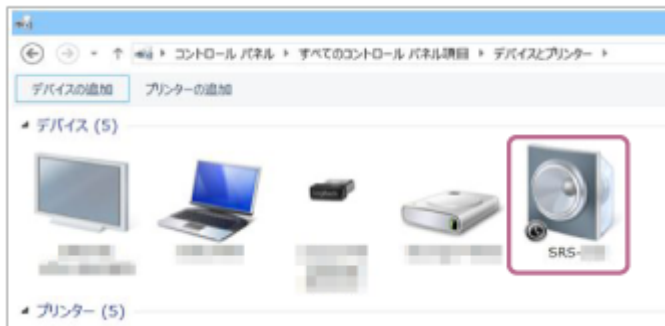 コントロール パネル ▸ すべてのコントロール パネル項目 ▸ デバイスとプリンター ▸
デバイスの追加 プリンターの追加
デバイス (5)
SRS-
プリンター (5)